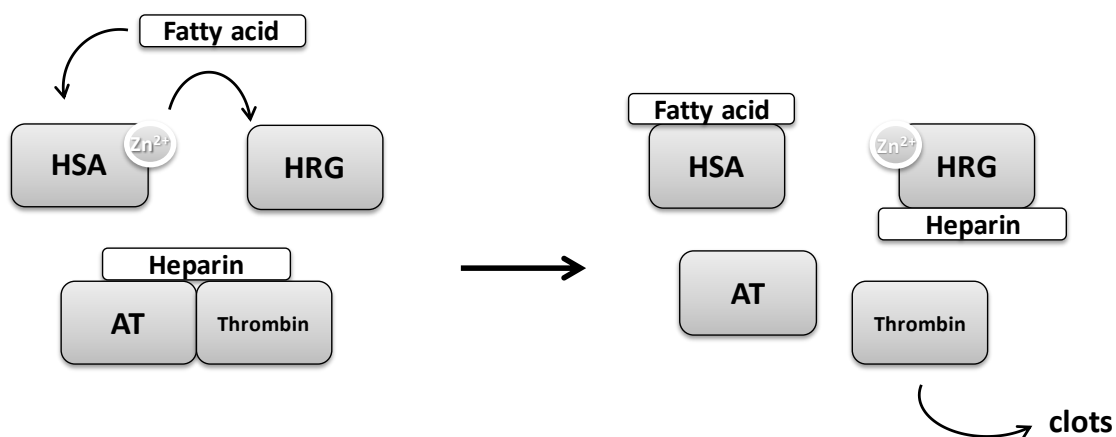 Fatty acid
HSA
Zn²⁺
HRG
Heparin
AT
Thrombin
Fatty acid
HSA
Zn²⁺
HRG
Heparin
AT
Thrombin
clots